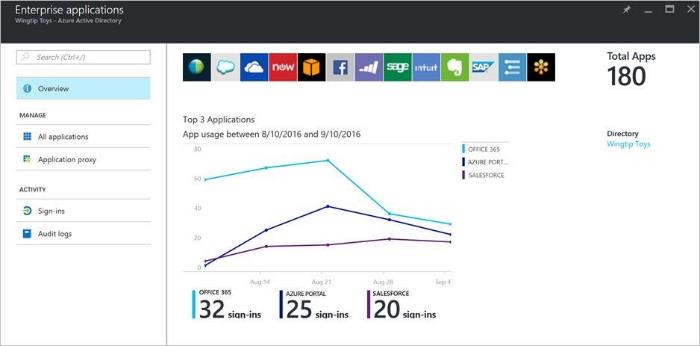 Enterprise applications
Wingtip Toys - Azure Active Directory
Search (Ctrl+/)
Overview
MANAGE
All applications
Application proxy
ACTIVITY
Sign-ins
Audit logs
now
sage
intuit
SAP
Total Apps
180
Directory
Wingtip Toys
Top 3 Applications
App usage between 8/10/2016 and 9/10/2016
80
60
40
20
0
Aug 14
Aug 21
Aug 28
Sep 4
OFFICE 365
AZURE PORT...
SALESFORCE
OFFICE 365
32 sign-ins
AZURE PORTAL
25 sign-ins
SALESFORCE
20 sign-ins